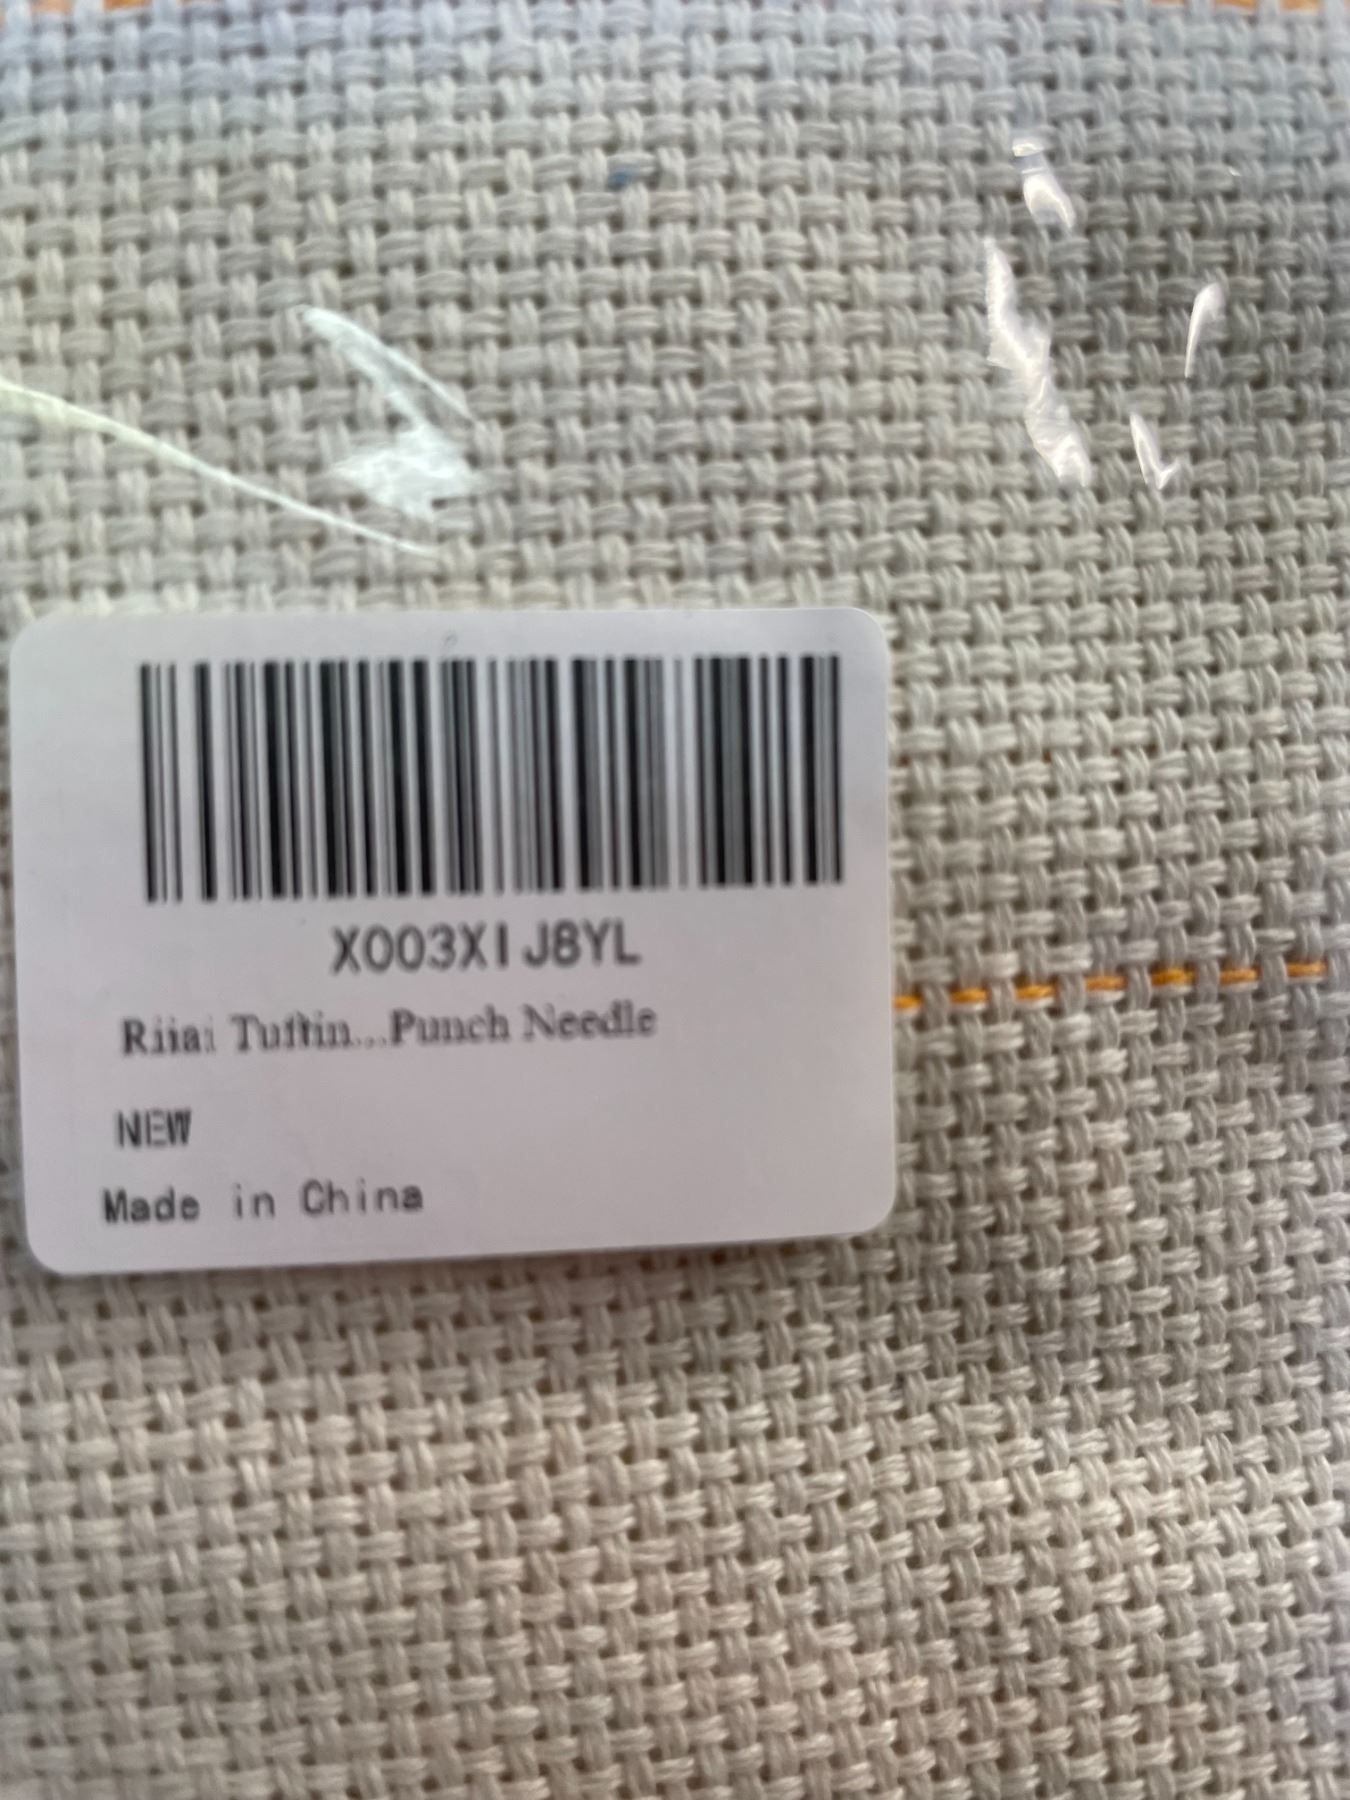 X003XIJ8YL
Riiai Tuftin...Punch Needle
NEW
Made in China